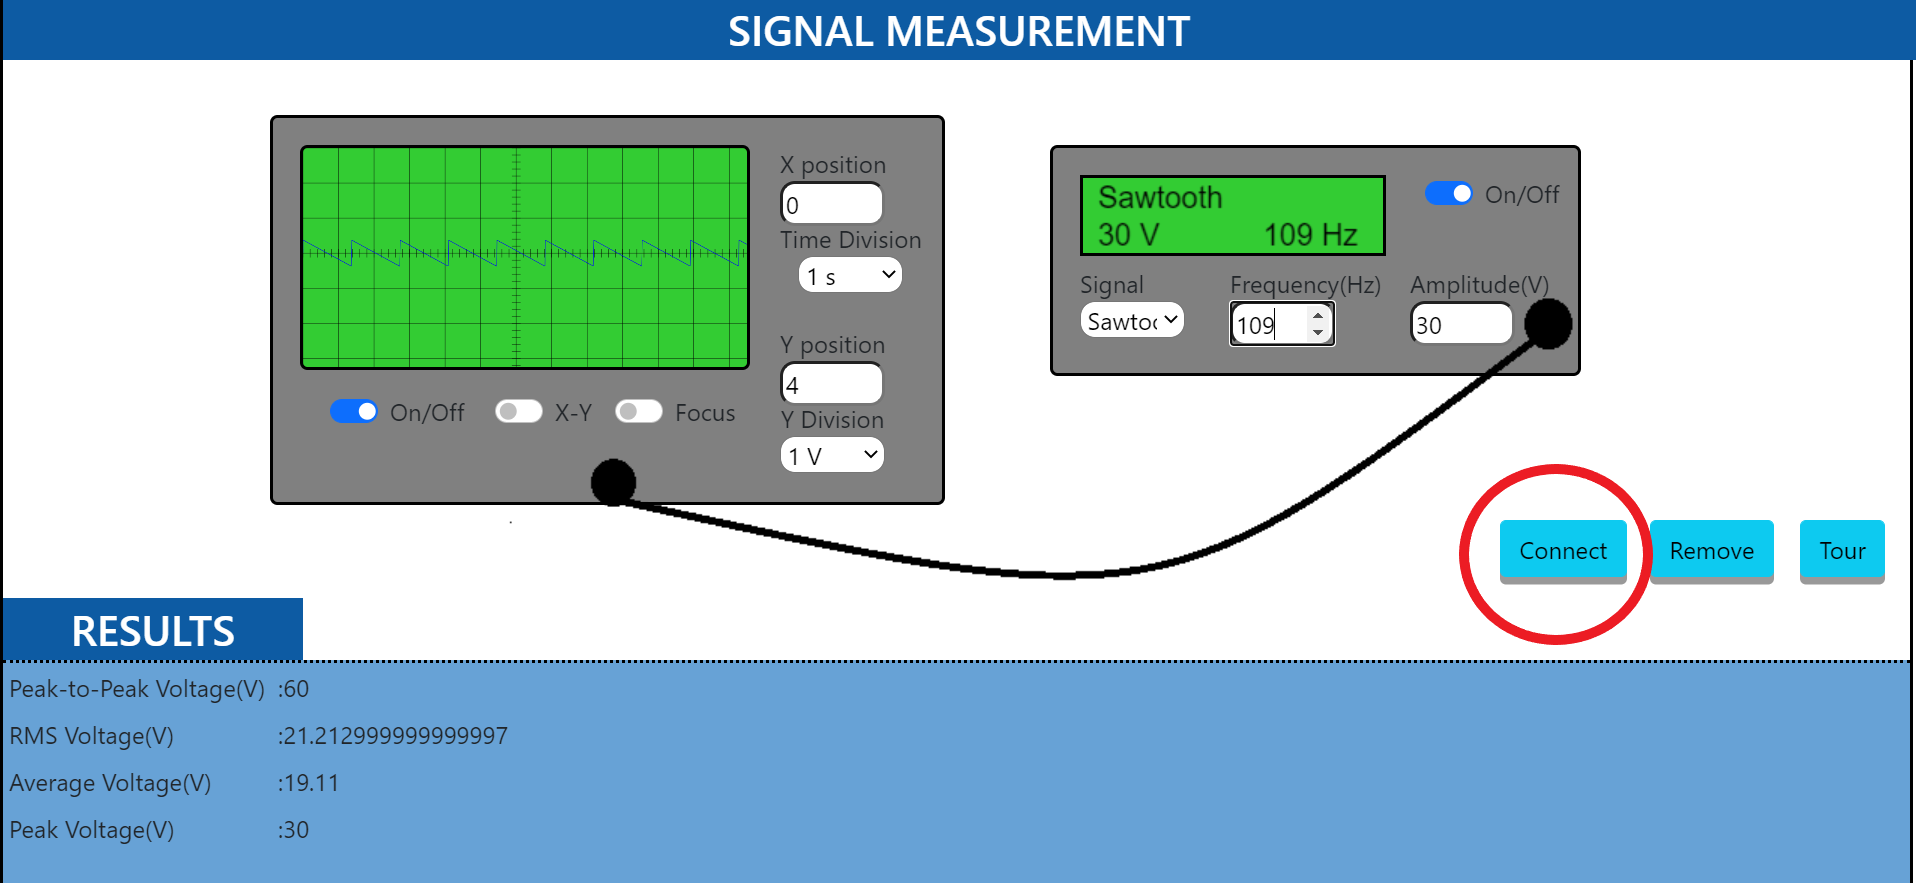 SIGNAL MEASUREMENT
X position
0
Time Division
1 s
Y position
4
Y Division
1 V
On/Off X-Y Focus
Sawtooth
30 V 109 Hz
On/Off
Signal Frequency(Hz) Amplitude(V)
Sawtoo 109 30
Connect Remove Tour
RESULTS
Peak-to-Peak Voltage(V) :60
RMS Voltage(V) :21.212999999999997
Average Voltage(V) :19.11
Peak Voltage(V) :30